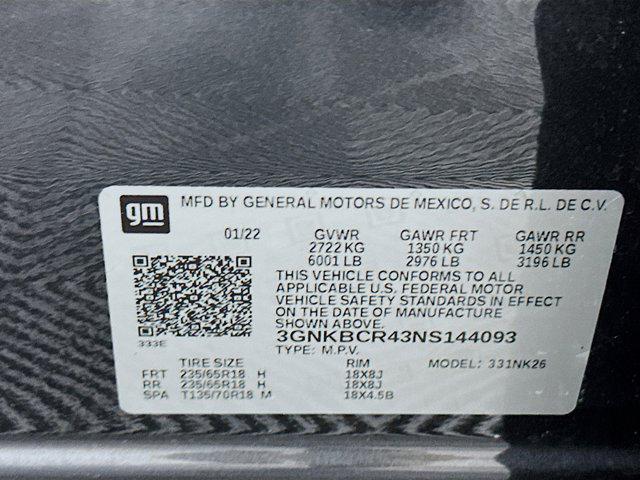 gm MFD BY GENERAL MOTORS DE MEXICO, S. DE R.L. DE C.V.
01/22 GVWR GAWR FRT GAWR RR
2722 KG 1350 KG 1450 KG
6001 LB 2976 LB 3196 LB
THIS VEHICLE CONFORMS TO ALL
APPLICABLE U.S. FEDERAL MOTOR
VEHICLE SAFETY STANDARDS IN EFFECT
ON THE DATE OF MANUFACTURE
SHOWN ABOVE.
3GNKBCR43NS144093
333E TYPE: M.P.V. MODEL: 331NK26
TIRE SIZE RIM
FRT 235/65R18 H 18X8J
RR 235/65R18 H 18X8J
SPA T135/70R18 M 18X4.5B